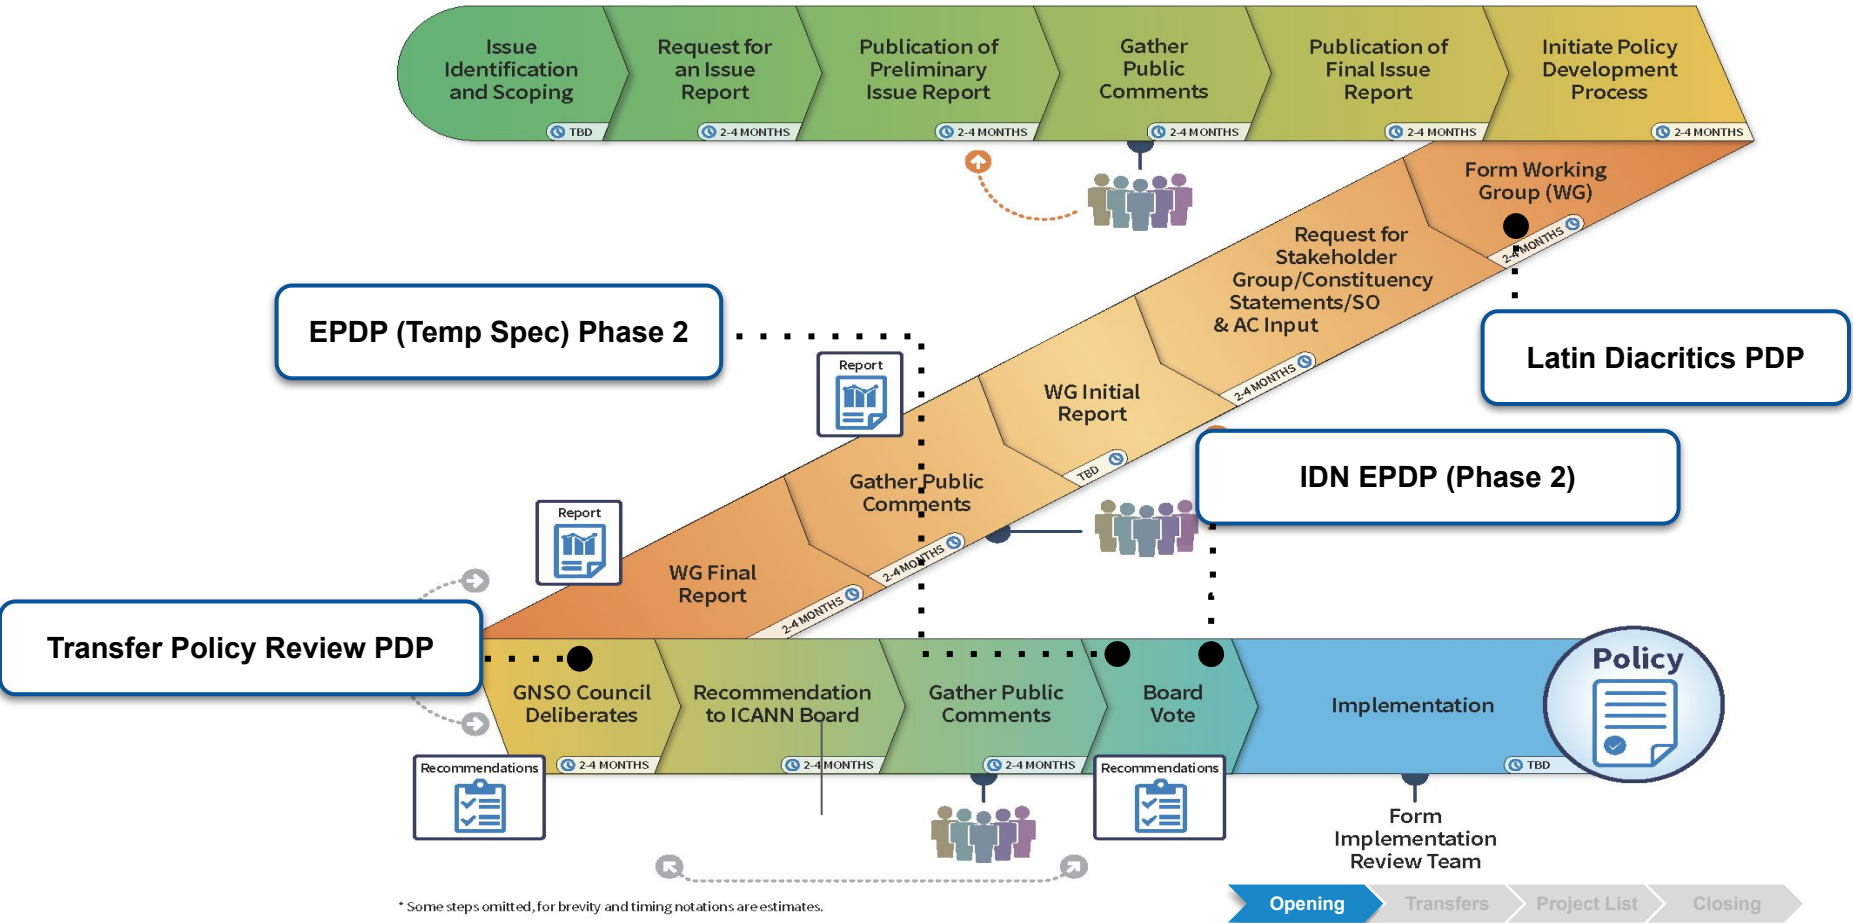 Issue
Identification
and Scoping
TBD
Request for
an Issue
Report
2-4 MONTHS
Publication of
Preliminary
Issue Report
2-4 MONTHS
Gather
Public
Comments
2-4 MONTHS
Publication of
Final Issue
Report
2-4 MONTHS
Initiate Policy
Development
Process
2-4 MONTHS
Form Working
Group (WG)
2-4 MONTHS
Request for
Stakeholder
Group/Constituency
Statements/SO
& AC Input
2-4 MONTHS
EPDP (Temp Spec) Phase 2
Latin Diacritics PDP
Report
WG Initial
Report
TBD
IDN EPDP (Phase 2)
Gather Public
Comments
2-4 MONTHS
Report
WG Final
Report
2-4 MONTHS
Transfer Policy Review PDP
GNSO Council
Deliberates
2-4 MONTHS
Recommendation
to ICANN Board
2-4 MONTHS
Gather Public
Comments
2-4 MONTHS
Board
Vote
Implementation
TBD
Policy
Recommendations
Recommendations
Form
Implementation
Review Team
* Some steps omitted, for brevity and timing notations are estimates.
Opening
Transfers
Project List
Closing